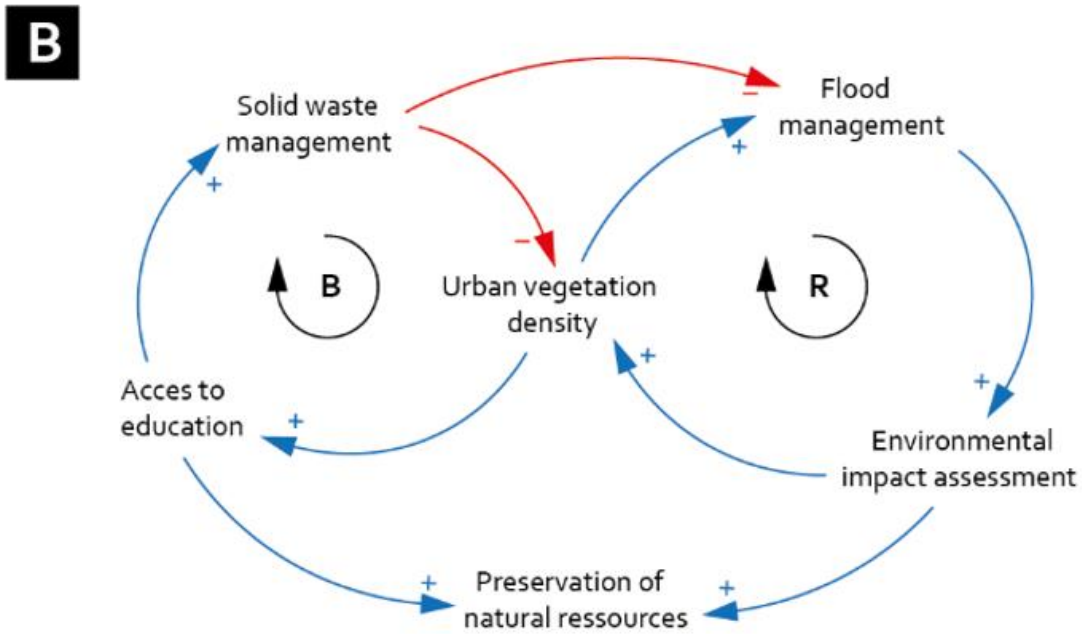 B
Solid waste
management
Flood
management
−
+
+
−
B
R
Urban vegetation
density
+
+
Acces to
education
+
Environmental
impact assessment
+
+
Preservation of
natural ressources